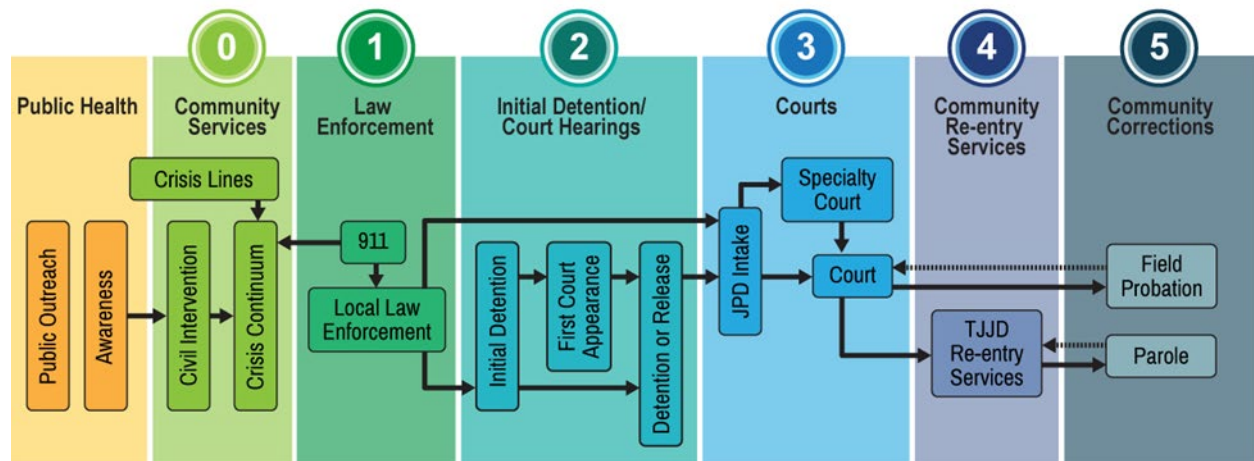 0
1
2
3
4
5
Public Health
Community
Services
Law
Enforcement
Initial Detention/
Court Hearings
Courts
Community
Re-entry
Services
Community
Corrections
Public Outreach
Awareness
Crisis Lines
Civil Intervention
Crisis Continuum
911
Local Law
Enforcement
Initial Detention
First Court
Appearance
Detention or Release
JPD Intake
Specialty
Court
Court
TJJD
Re-entry
Services
Field
Probation
Parole